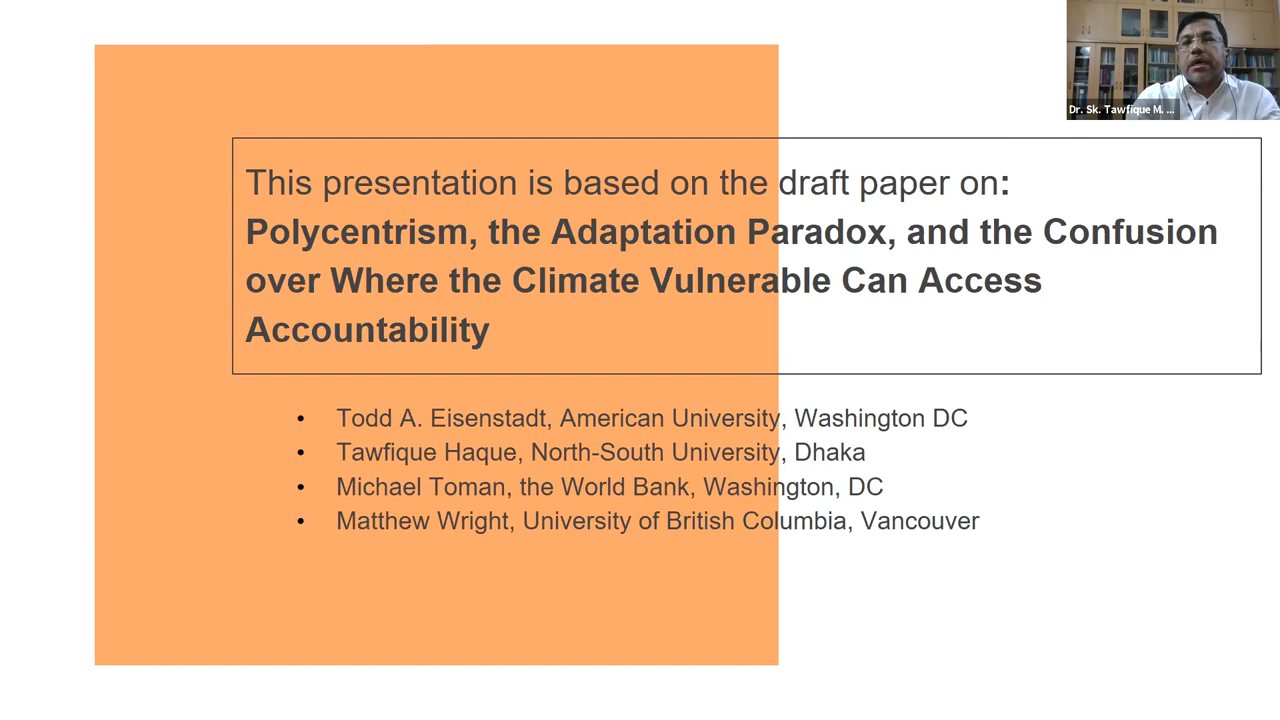 Dr. Sk. Tawfique M. ...
This presentation is based on the draft paper on:
Polycentrism, the Adaptation Paradox, and the Confusion
over Where the Climate Vulnerable Can Access
Accountability
• Todd A. Eisenstadt, American University, Washington DC
• Tawfique Haque, North-South University, Dhaka
• Michael Toman, the World Bank, Washington, DC
• Matthew Wright, University of British Columbia, Vancouver